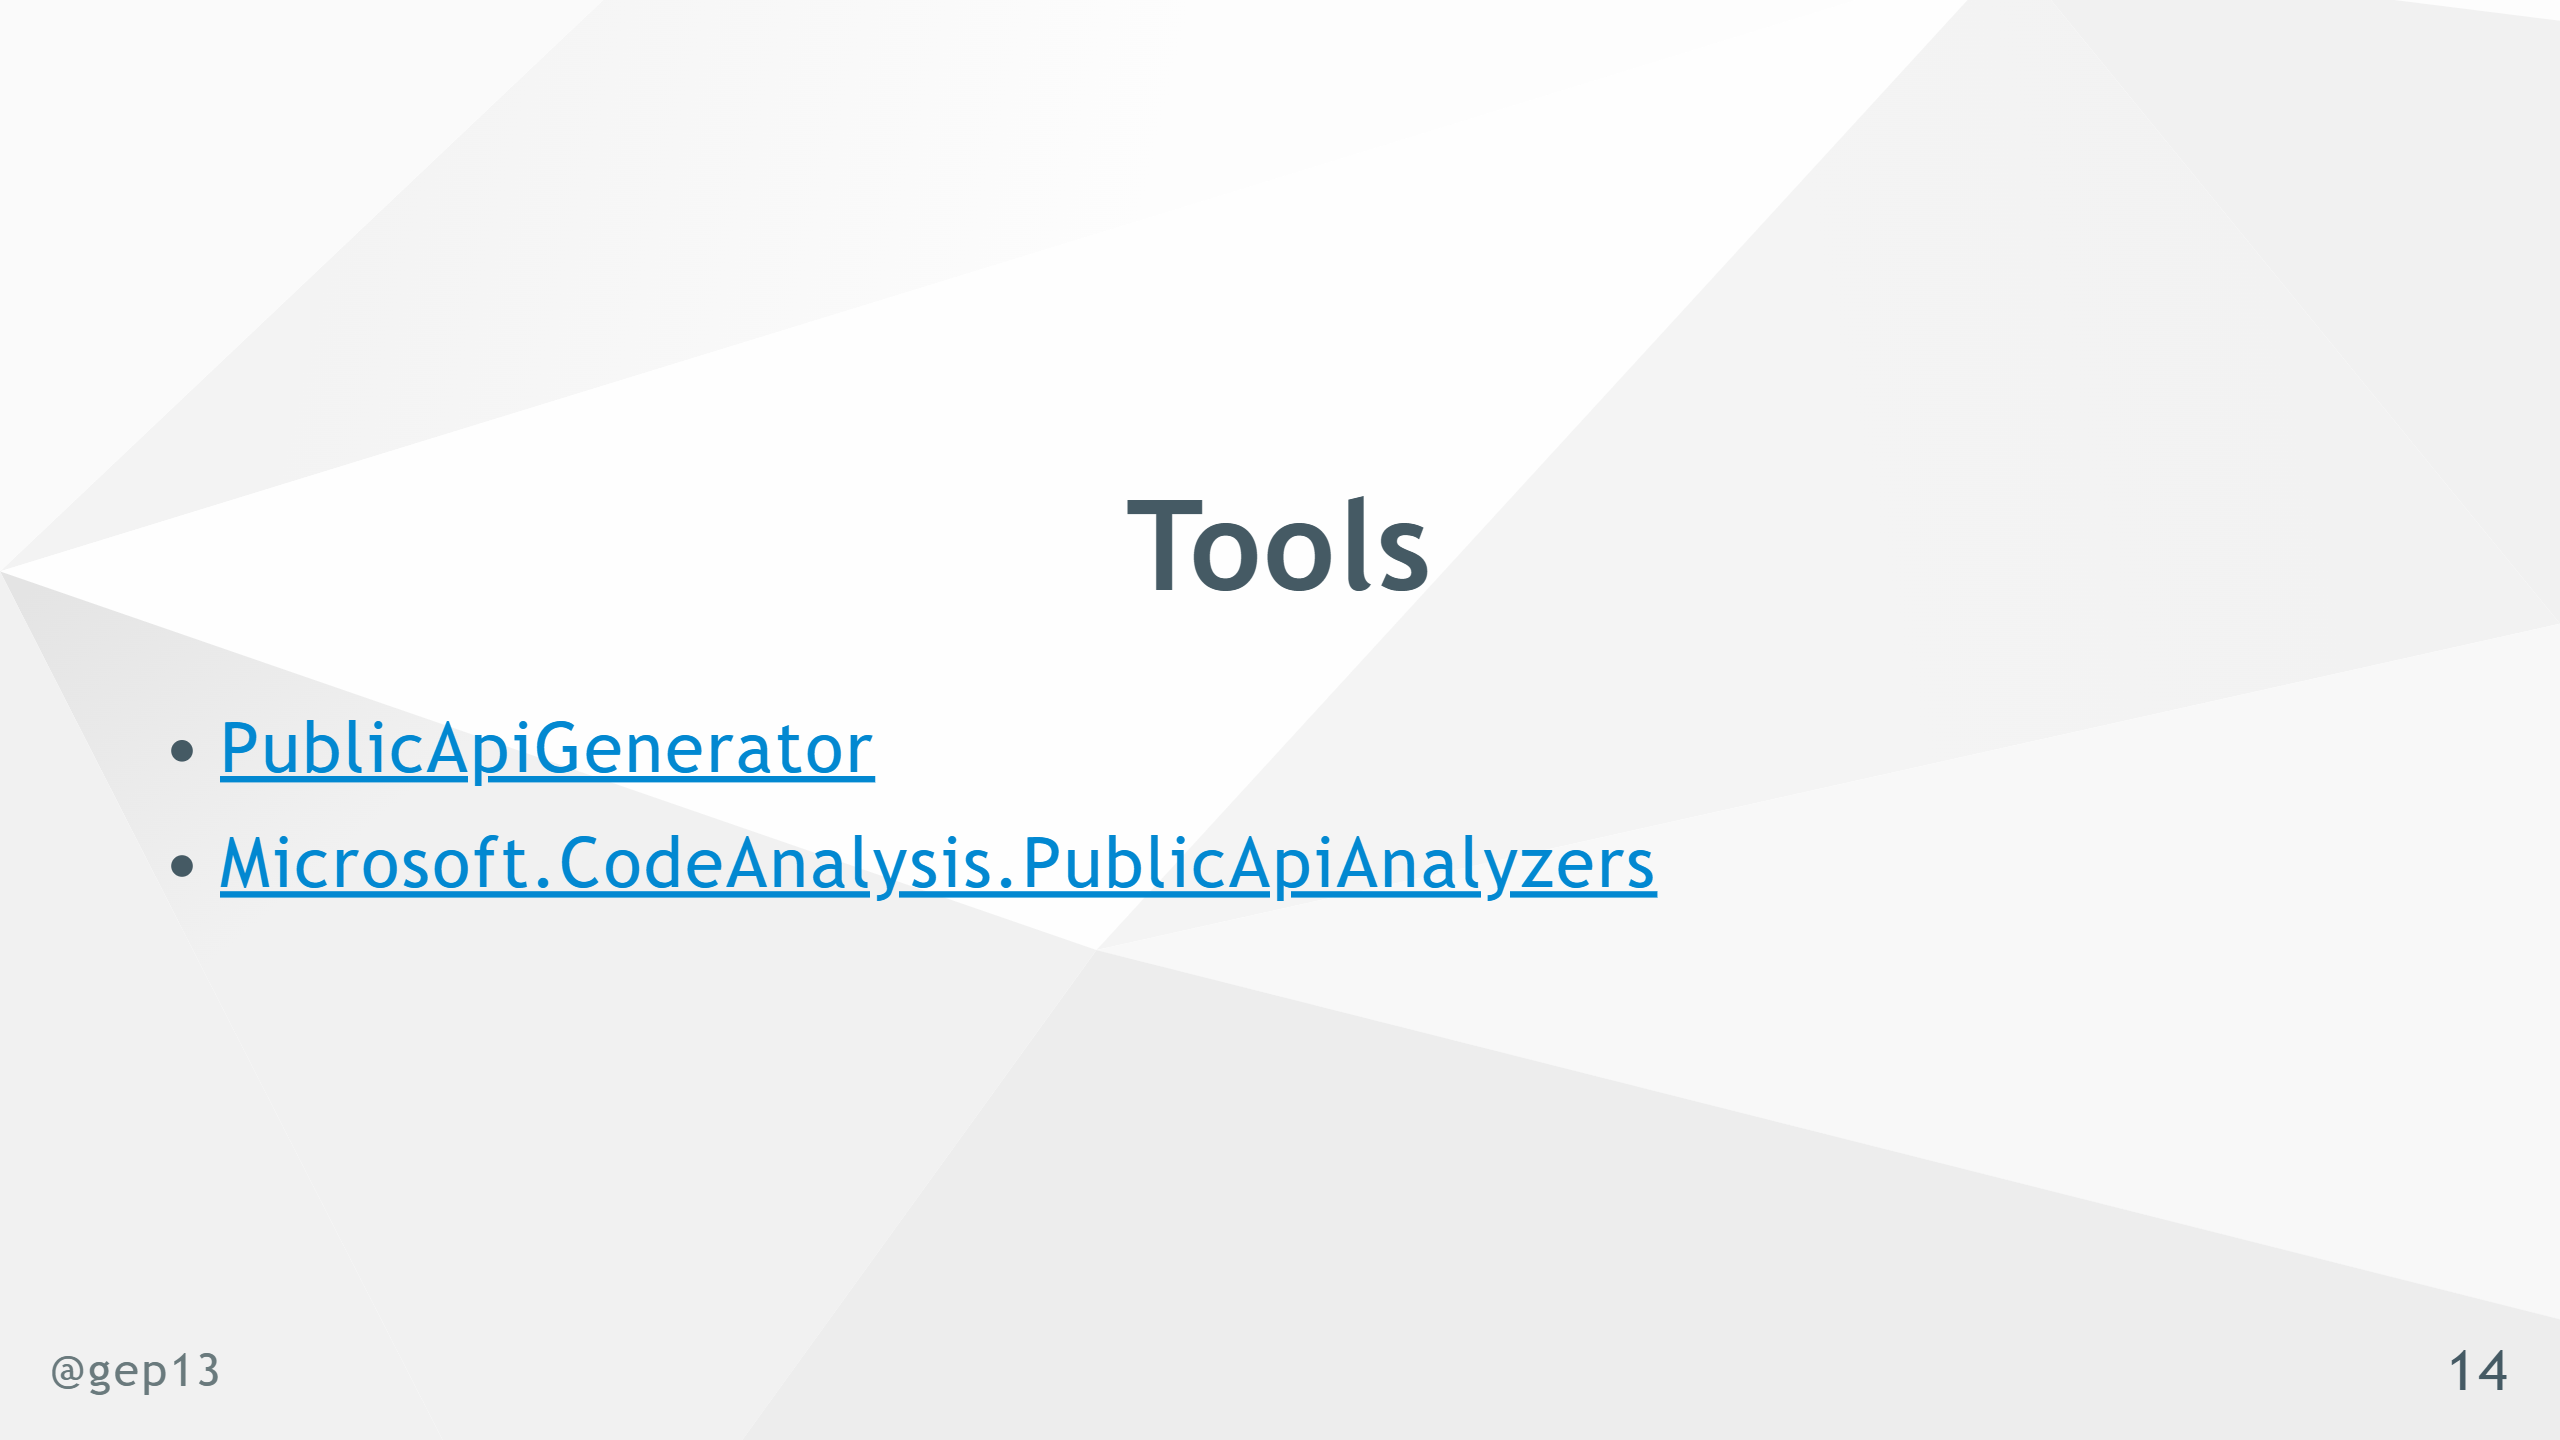 Tools
• PublicApiGenerator
• Microsoft.CodeAnalysis.PublicApiAnalyzers
@gep13
14